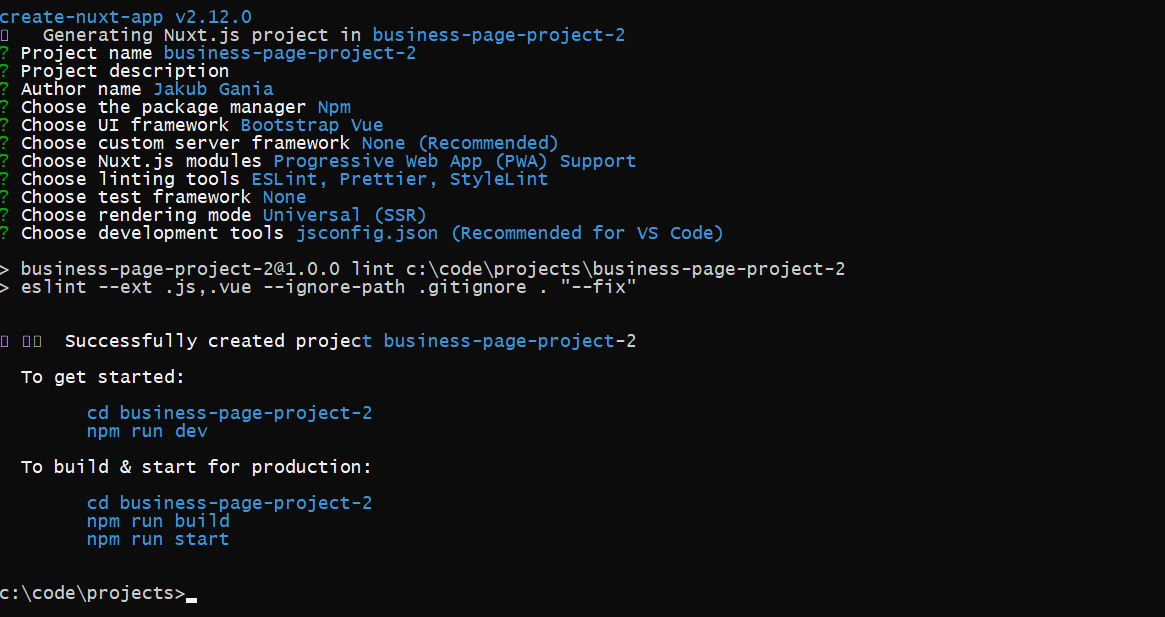 create-nuxt-app v2.12.0
Generating Nuxt.js project in business-page-project-2
? Project name business-page-project-2
? Project description
? Author name Jakub Gania
? Choose the package manager Npm
? Choose UI framework Bootstrap Vue
? Choose custom server framework None (Recommended)
? Choose Nuxt.js modules Progressive Web App (PWA) Support
? Choose linting tools ESLint, Prettier, StyleLint
? Choose test framework None
? Choose rendering mode Universal (SSR)
? Choose development tools jsconfig.json (Recommended for VS Code)
> business-page-project-2@1.0.0 lint c:\code\projects\business-page-project-2
> eslint --ext .js,.vue --ignore-path .gitignore . "--fix"
Successfully created project business-page-project-2
To get started:
cd business-page-project-2
npm run dev
To build & start for production:
cd business-page-project-2
npm run build
npm run start
c:\code\projects>